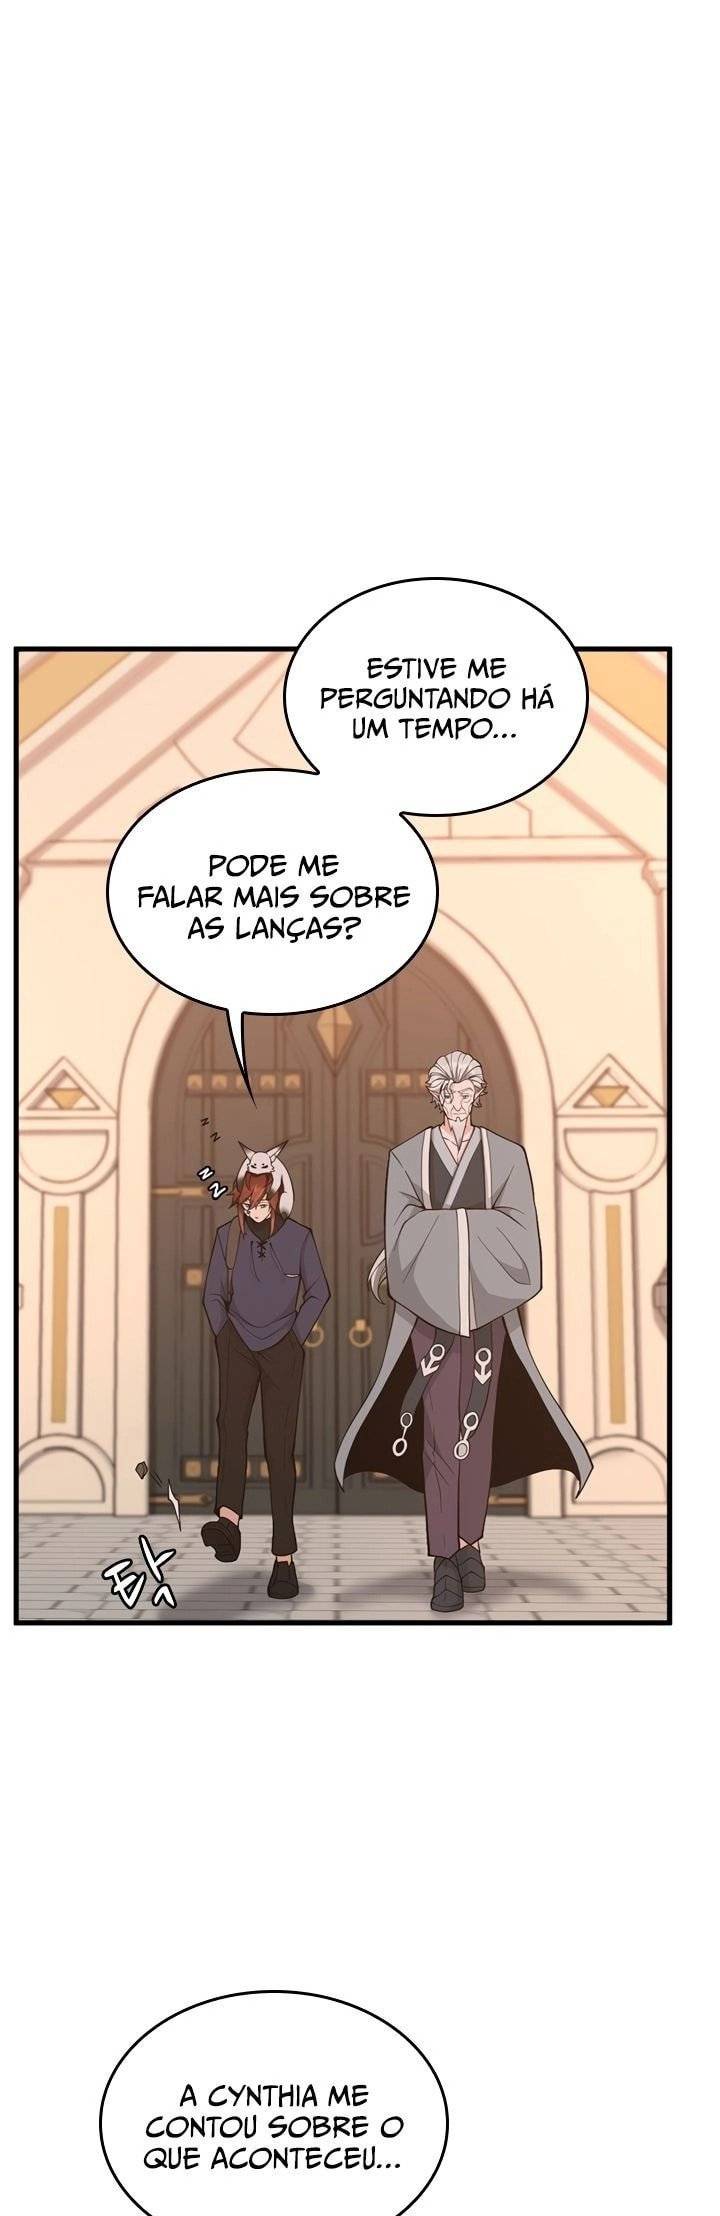 ESTIVE ME
PERGUNTANDO HÁ
UM TEMPO...
PODE ME
FALAR MAIS SOBRE
AS LANÇAS?
z
z
z
z
탁
A CYNTHIA ME
CONTOU SOBRE O
QUE ACONTECEU...